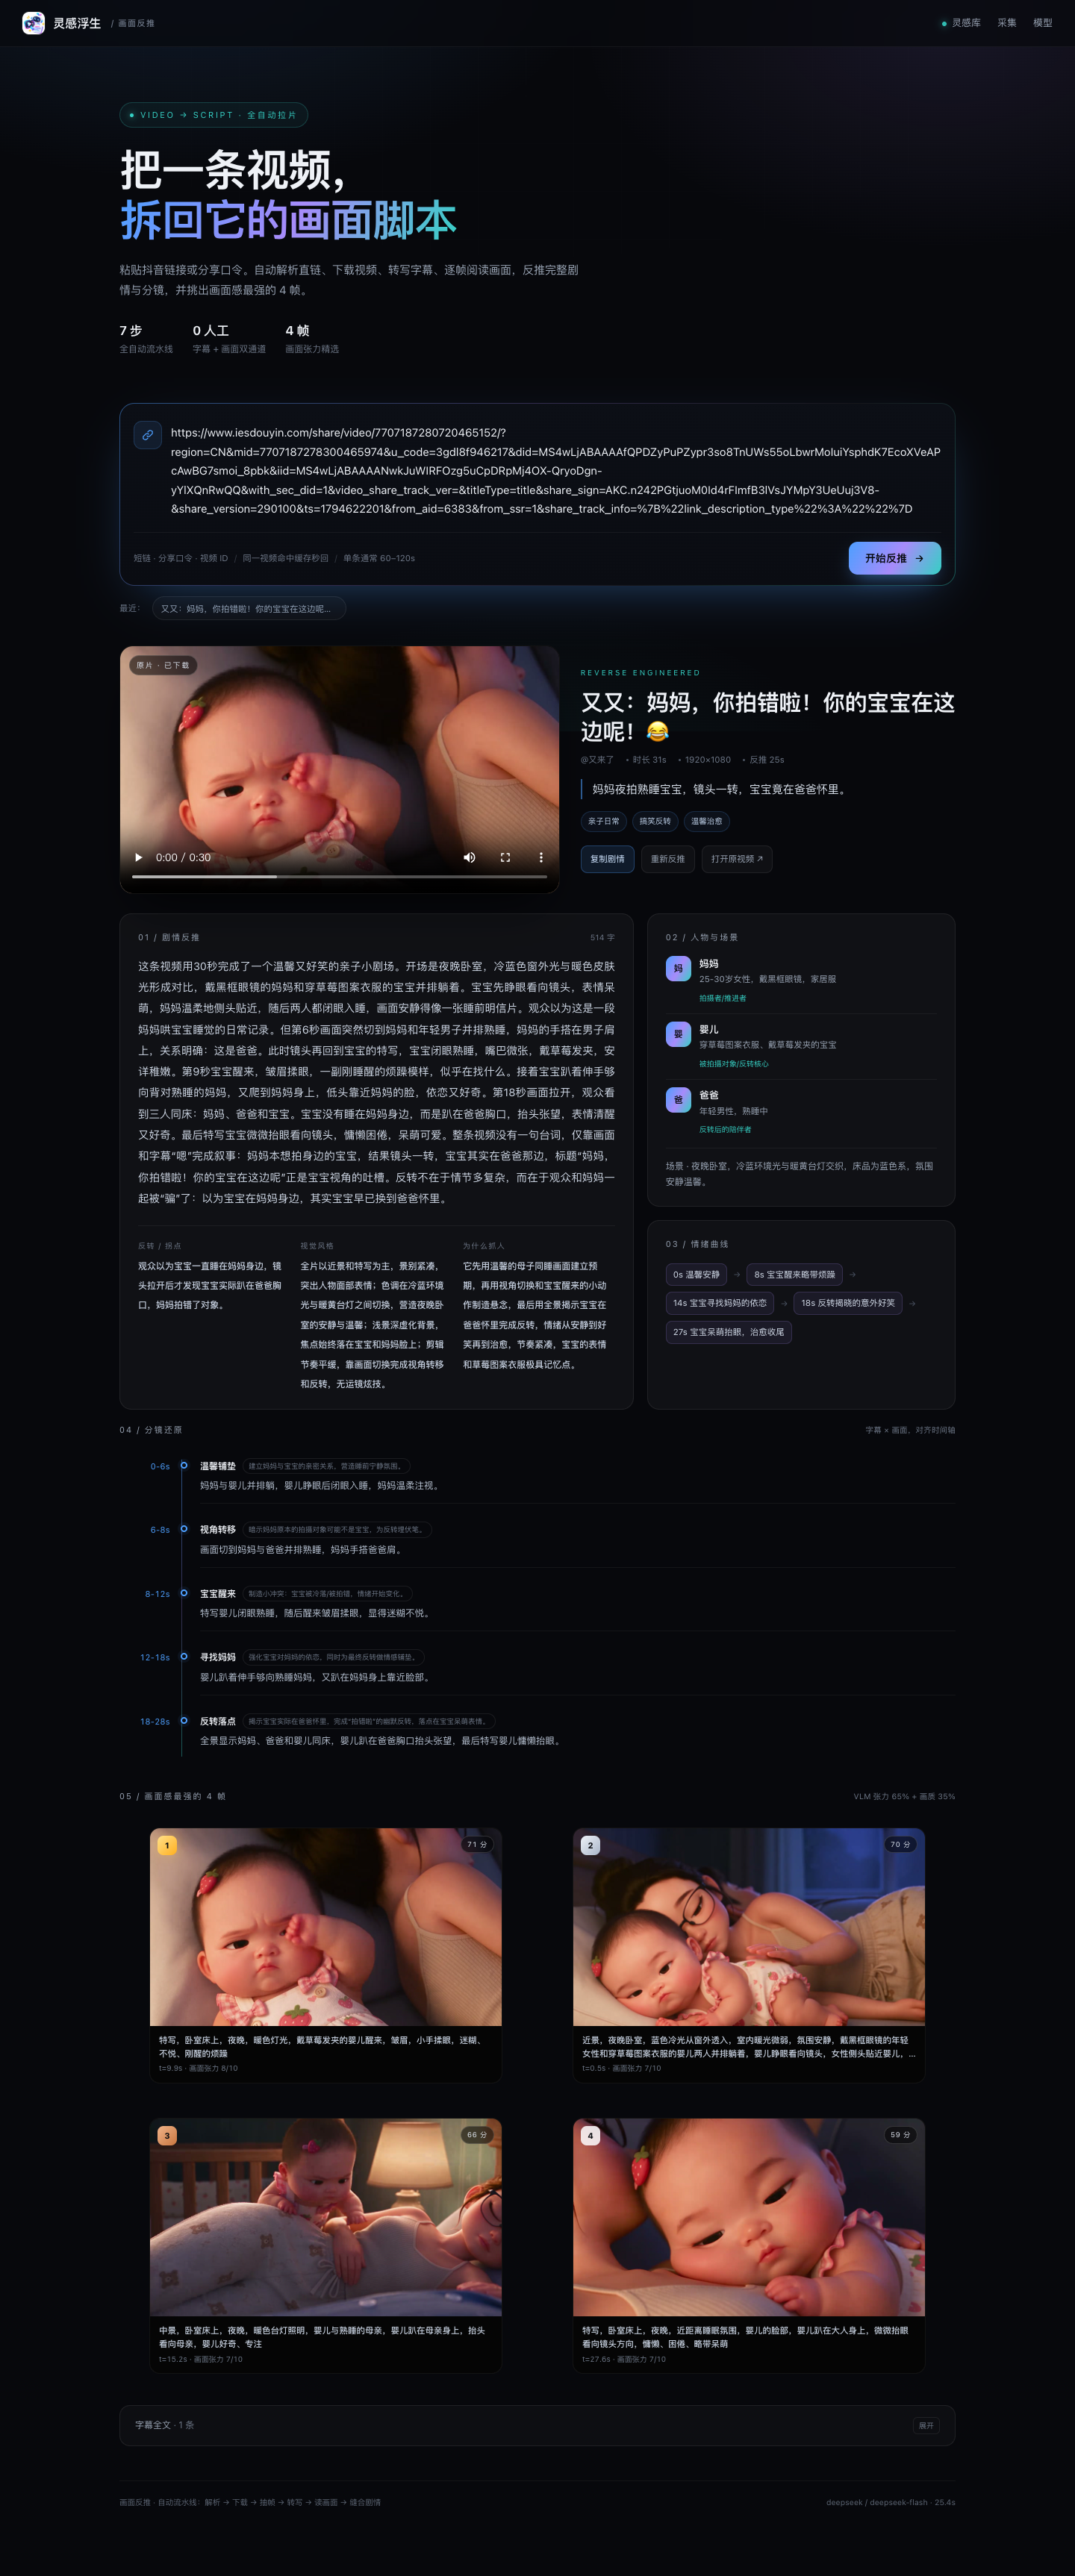 灵感浮生 / 画面反推
灵感库 采集 模型
VIDEO → SCRIPT · 全自动拉片
把一条视频，
拆回它的画面脚本
粘贴抖音链接或分享口令。自动解析直链、下载视频、转写字幕、逐帧阅读画面，反推完整剧
情与分镜，并挑出画面感最强的 4 帧。
7 步 0 人工 4 帧
全自动流水线 字幕 + 画面双通道 画面张力精选
https://www.iesdouyin.com/share/video/7707187280720465152/?
region=CN&mid=7707187278300465974&u_code=3gdl8f946217&did=MS4wLjABAAAAfQPDZyPuPZypr3so8TnUWs55oLbwrMoIuiYsphdK7EcoXVeAP
cAwBG7smoi_8pbk&iid=MS4wLjABAAAANwkJuWIRFOzg5uCpDRpMj4OX-QryoDgn-
yYlXQnRwQQ&with_sec_did=1&video_share_track_ver=&titleType=title&share_sign=AKC.n242PGtjuoM0Id4rFImfB3lVsJYMpY3UeUuj3V8-
&share_version=290100&ts=1794622201&from_aid=6383&from_ssr=1&share_track_info=%7B%22link_description_type%22%3A%22%22%7D
短链 · 分享口令 · 视频 ID / 同一视频命中缓存秒回 / 单条通常 60–120s
开始反推 →
最近： 又又：妈妈，你拍错啦！你的宝宝在这边呢...
原片 · 已下载
0:00 / 0:30
REVERSE ENGINEERED
又又：妈妈，你拍错啦！你的宝宝在这
边呢！😂
@又来了 • 时长 31s • 1920×1080 • 反推 25s
妈妈夜拍熟睡宝宝，镜头一转，宝宝竟在爸爸怀里。
亲子日常 搞笑反转 温馨治愈
复制剧情 重新反推 打开原视频 ↗
01 / 剧情反推 514 字
这条视频用30秒完成了一个温馨又好笑的亲子小剧场。开场是夜晚卧室，冷蓝色窗外光与暖色皮肤
光形成对比，戴黑框眼镜的妈妈和穿草莓图案衣服的宝宝并排躺着。宝宝先睁眼看向镜头，表情呆
萌，妈妈温柔地侧头贴近，随后两人都闭眼入睡，画面安静得像一张睡前明信片。观众以为这是一段
妈妈哄宝宝睡觉的日常记录。但第6秒画面突然切到妈妈和年轻男子并排熟睡，妈妈的手搭在男子肩
上，关系明确：这是爸爸。此时镜头再回到宝宝的特写，宝宝闭眼熟睡，嘴巴微张，戴草莓发夹，安
详稚嫩。第9秒宝宝醒来，皱眉揉眼，一副刚睡醒的烦躁模样，似乎在找什么。接着宝宝趴着伸手够
向背对熟睡的妈妈，又爬到妈妈身上，低头靠近妈妈的脸，依恋又好奇。第18秒画面拉开，观众看
到三人同床：妈妈、爸爸和宝宝。宝宝没有睡在妈妈身边，而是趴在爸爸胸口，抬头张望，表情清醒
又好奇。最后特写宝宝微微抬眼看向镜头，慵懒困倦，呆萌可爱。整条视频没有一句台词，仅靠画面
和字幕“嗯”完成叙事：妈妈本想拍身边的宝宝，结果镜头一转，宝宝其实在爸爸那边，标题“妈妈，
你拍错啦！你的宝宝在这边呢”正是宝宝视角的吐槽。反转不在于情节多复杂，而在于观众和妈妈一
起被“骗”了：以为宝宝在妈妈身边，其实宝宝早已换到爸爸怀里。
反转 / 拐点
观众以为宝宝一直睡在妈妈身边，镜
头拉开后才发现宝宝实际趴在爸爸胸
口，妈妈拍错了对象。
视觉风格
全片以近景和特写为主，景别紧凑，
突出人物面部表情；色调在冷蓝环境
光与暖黄台灯之间切换，营造夜晚卧
室的安静与温馨；浅景深虚化背景，
焦点始终落在宝宝和妈妈脸上；剪辑
节奏平缓，靠画面切换完成视角转移
和反转，无运镜炫技。
为什么抓人
它先用温馨的母子同睡画面建立预
期，再用视角切换和宝宝醒来的小动
作制造悬念，最后用全景揭示宝宝在
爸爸怀里完成反转，情绪从安静到好
笑再到治愈，节奏紧凑，宝宝的表情
和草莓图案衣服极具记忆点。
02 / 人物与场景
妈 妈妈
25-30岁女性，戴黑框眼镜，家居服
拍摄者/推进者
婴 婴儿
穿草莓图案衣服、戴草莓发夹的宝宝
被拍摄对象/反转核心
爸 爸爸
年轻男性，熟睡中
反转后的陪伴者
场景 · 夜晚卧室，冷蓝环境光与暖黄台灯交织，床品为蓝色系，氛围
安静温馨。
03 / 情绪曲线
0s 温馨安静 → 8s 宝宝醒来略带烦躁 →
14s 宝宝寻找妈妈的依恋 → 18s 反转揭晓的意外好笑 →
27s 宝宝呆萌抬眼，治愈收尾
04 / 分镜还原 字幕 × 画面，对齐时间轴
0-6s 温馨铺垫 建立妈妈与宝宝的亲密关系，营造睡前宁静氛围。
妈妈与婴儿并排躺，婴儿睁眼后闭眼入睡，妈妈温柔注视。
6-8s 视角转移 暗示妈妈原本的拍摄对象可能不是宝宝，为反转埋伏笔。
画面切到妈妈与爸爸并排熟睡，妈妈手搭爸爸肩。
8-12s 宝宝醒来 制造小冲突：宝宝被冷落/被拍错，情绪开始变化。
特写婴儿闭眼熟睡，随后醒来皱眉揉眼，显得迷糊不悦。
12-18s 寻找妈妈 强化宝宝对妈妈的依恋，同时为最终反转做情感铺垫。
婴儿趴着伸手够向熟睡妈妈，又趴在妈妈身上靠近脸部。
18-28s 反转落点 揭示宝宝实际在爸爸怀里，完成“拍错啦”的幽默反转，落点在宝宝呆萌表情。
全景显示妈妈、爸爸和婴儿同床，婴儿趴在爸爸胸口抬头张望，最后特写婴儿慵懒抬眼。
05 / 画面感最强的 4 帧 VLM 张力 65% + 画质 35%
1 71 分
特写，卧室床上，夜晚，暖色灯光，戴草莓发夹的婴儿醒来，皱眉，小手揉眼，迷糊、
不悦、刚醒的烦躁
t=9.9s · 画面张力 8/10
2 70 分
近景，夜晚卧室，蓝色冷光从窗外透入，室内暖光微弱，氛围安静，戴黑框眼镜的年轻
女性和穿草莓图案衣服的婴儿两人并排躺着，婴儿睁眼看向镜头，女性侧头贴近婴儿，...
t=0.5s · 画面张力 7/10
3 66 分
中景，卧室床上，夜晚，暖色台灯照明，婴儿与熟睡的母亲，婴儿趴在母亲身上，抬头
看向母亲，婴儿好奇、专注
t=15.2s · 画面张力 7/10
4 59 分
特写，卧室床上，夜晚，近距离睡眠氛围，婴儿的脸部，婴儿趴在大人身上，微微抬眼
看向镜头方向，慵懒、困倦、略带呆萌
t=27.6s · 画面张力 7/10
字幕全文 · 1 条 展开
画面反推 · 自动流水线：解析 → 下载 → 抽帧 → 转写 → 读画面 → 缝合剧情
deepseek / deepseek-flash · 25.4s